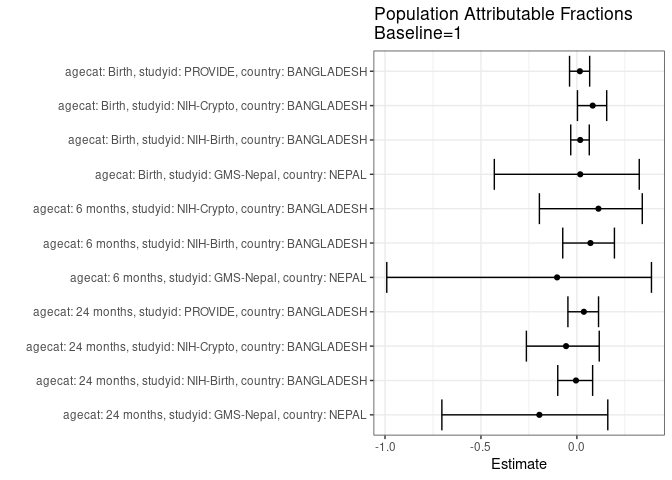 Population Attributable Fractions
Baseline=1
agecat: Birth, studyid: PROVIDE, country: BANGLADESH
agecat: Birth, studyid: NIH-Crypto, country: BANGLADESH
agecat: Birth, studyid: NIH-Birth, country: BANGLADESH
agecat: Birth, studyid: GMS-Nepal, country: NEPAL
agecat: 6 months, studyid: NIH-Crypto, country: BANGLADESH
agecat: 6 months, studyid: NIH-Birth, country: BANGLADESH
agecat: 6 months, studyid: GMS-Nepal, country: NEPAL
agecat: 24 months, studyid: PROVIDE, country: BANGLADESH
agecat: 24 months, studyid: NIH-Crypto, country: BANGLADESH
agecat: 24 months, studyid: NIH-Birth, country: BANGLADESH
agecat: 24 months, studyid: GMS-Nepal, country: NEPAL
-1.0 -0.5 0.0
Estimate